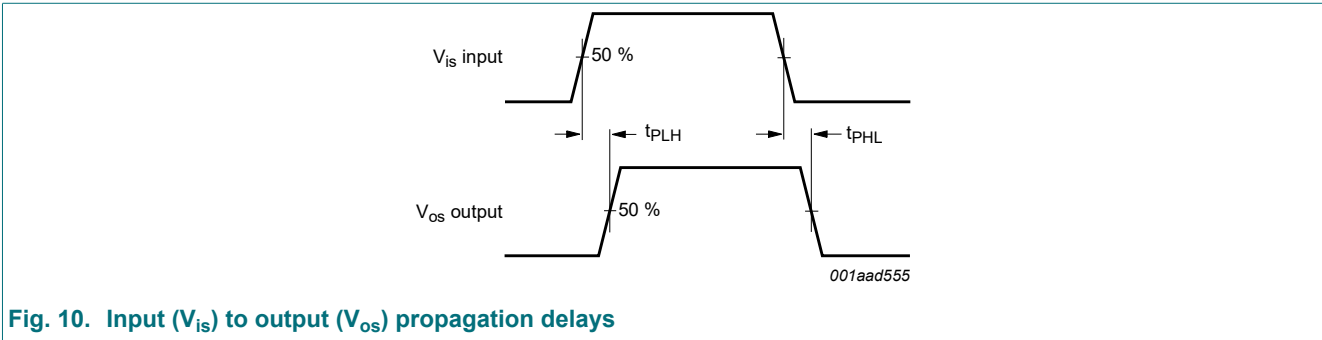 V_is input
50 %
t_PLH
t_PHL
V_os output
50 %
001aad555
Fig. 10. Input (V_is) to output (V_os) propagation delays